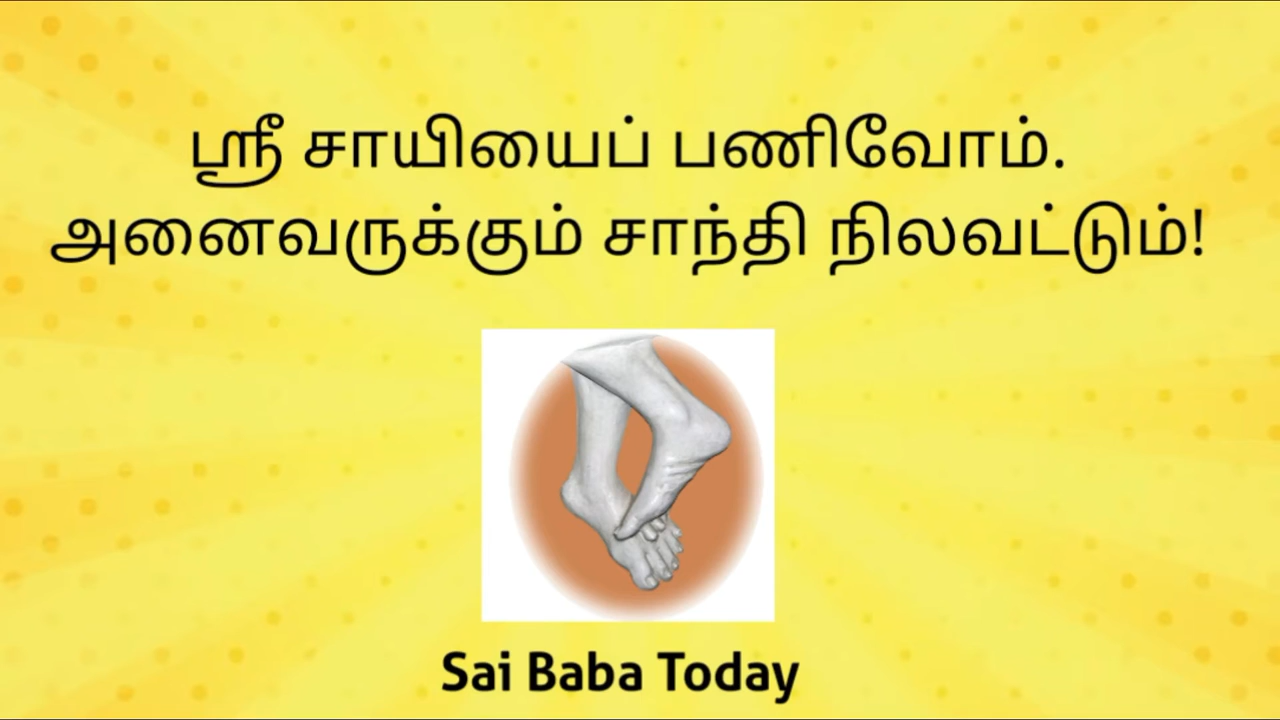 ஸ்ரீ சாயியைப் பணிவோம்.
அனைவருக்கும் சாந்தி நிலவட்டும்!
Sai Baba Today